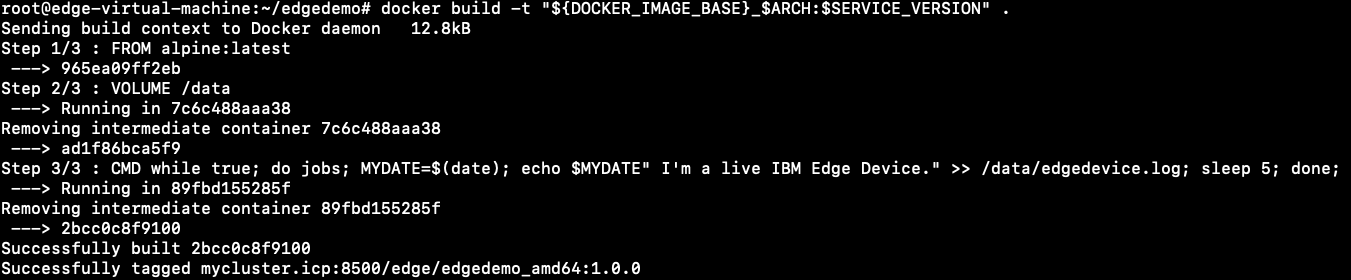 root@edge-virtual-machine:~/edgedemo# docker build -t "${DOCKER_IMAGE_BASE}_$ARCH:$SERVICE_VERSION" .
Sending build context to Docker daemon   12.8kB
Step 1/3 : FROM alpine:latest
 ---> 965ea09ff2eb
Step 2/3 : VOLUME /data
 ---> Running in 7c6c488aaa38
Removing intermediate container 7c6c488aaa38
 ---> ad1f86bca5f9
Step 3/3 : CMD while true; do jobs; MYDATE=$(date); echo $MYDATE" I'm a live IBM Edge Device." >> /data/edgedevice.log; sleep 5; done;
 ---> Running in 89fbd155285f
Removing intermediate container 89fbd155285f
 ---> 2bcc0c8f9100
Successfully built 2bcc0c8f9100
Successfully tagged mycluster.icp:8500/edge/edgedemo_amd64:1.0.0